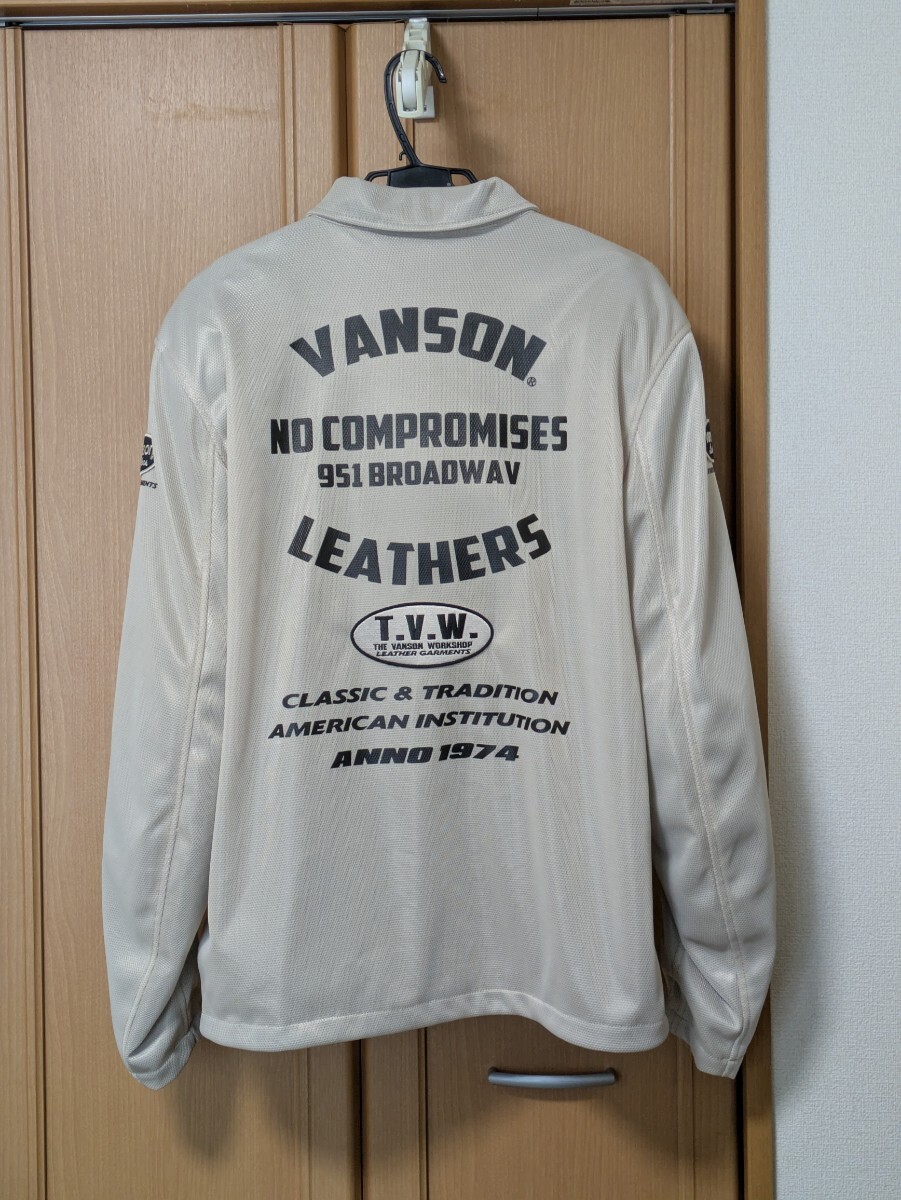 VANSON®
NO COMPROMISES
951 BROADWAV
LEATHERS
T.V.W.
THE VANSON WORKSHOP
LEATHER GARMENTS
CLASSIC & TRADITION
AMERICAN INSTITUTION
ANNO 1974